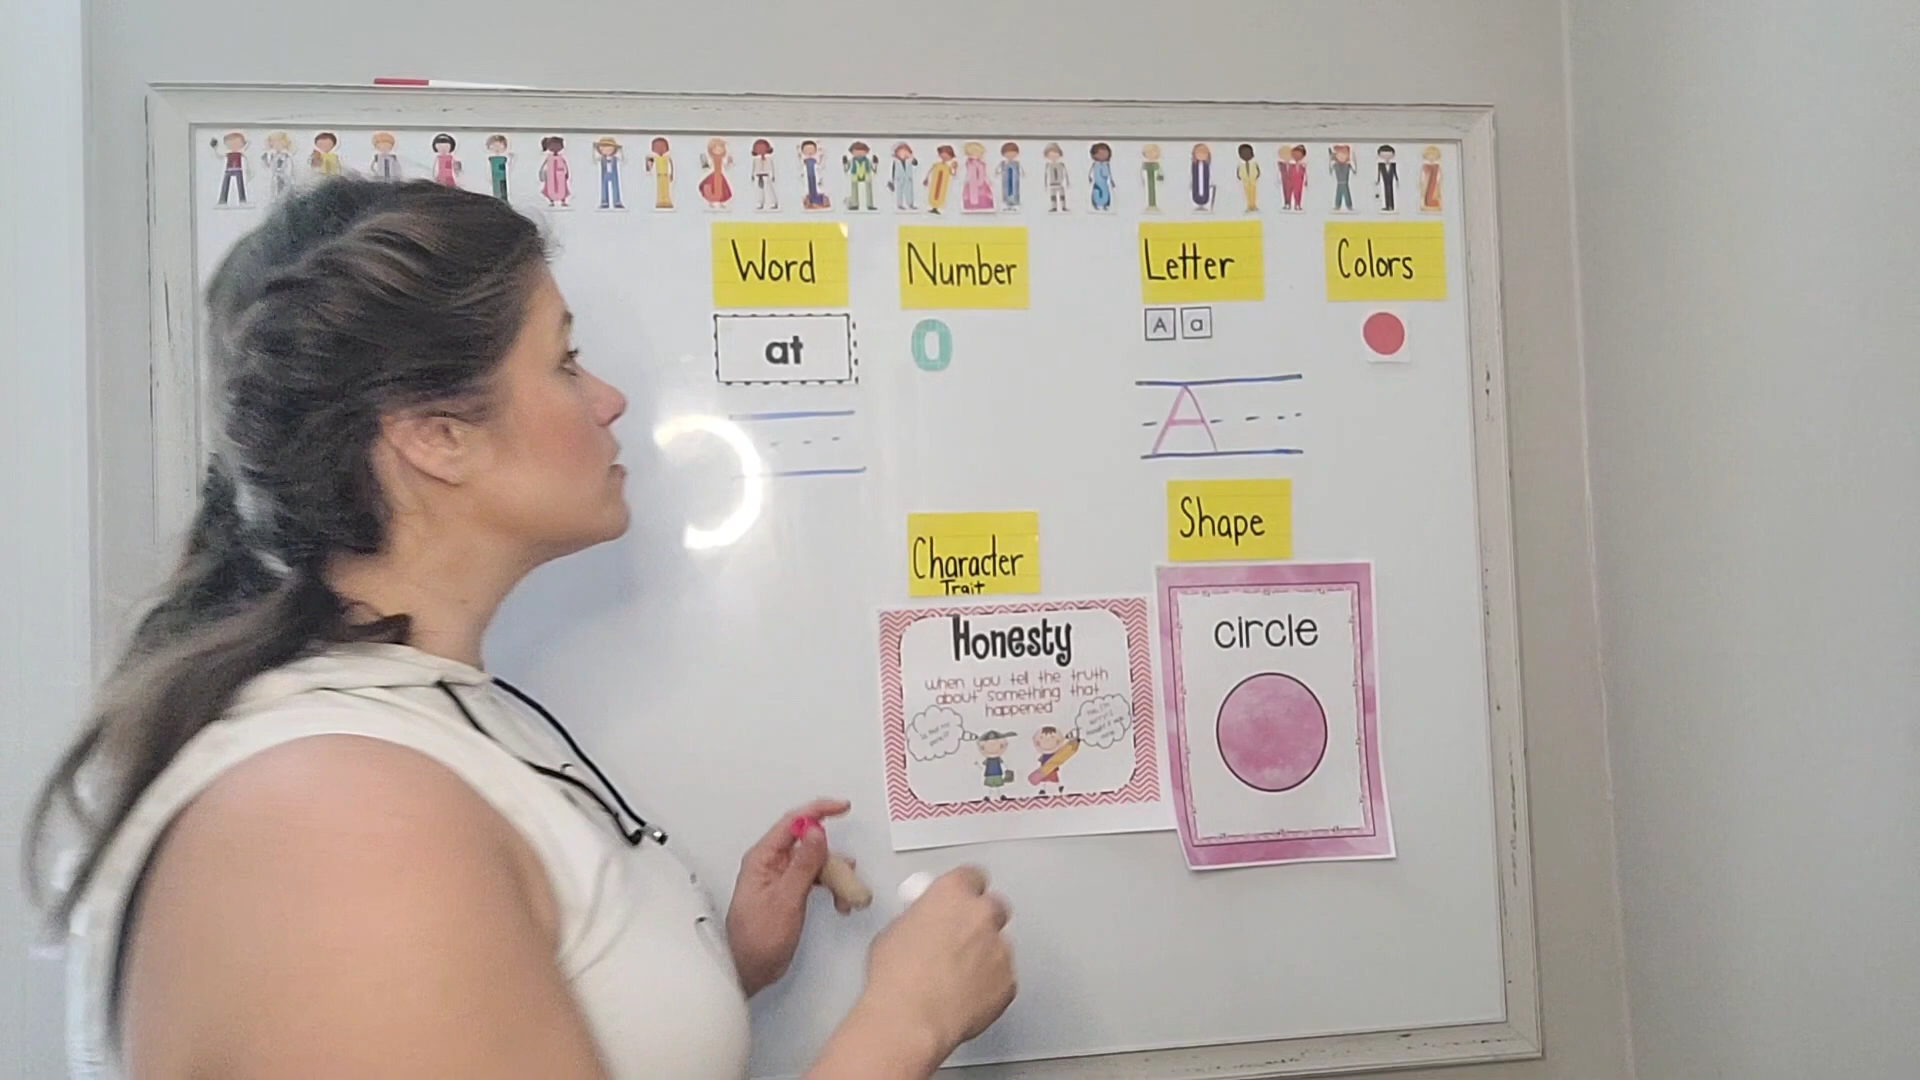 Word
Number
Letter
Colors
at
0
A a
A
Shape
Character
Trait
circle
Honesty
when you tell the truth
about something that
happened